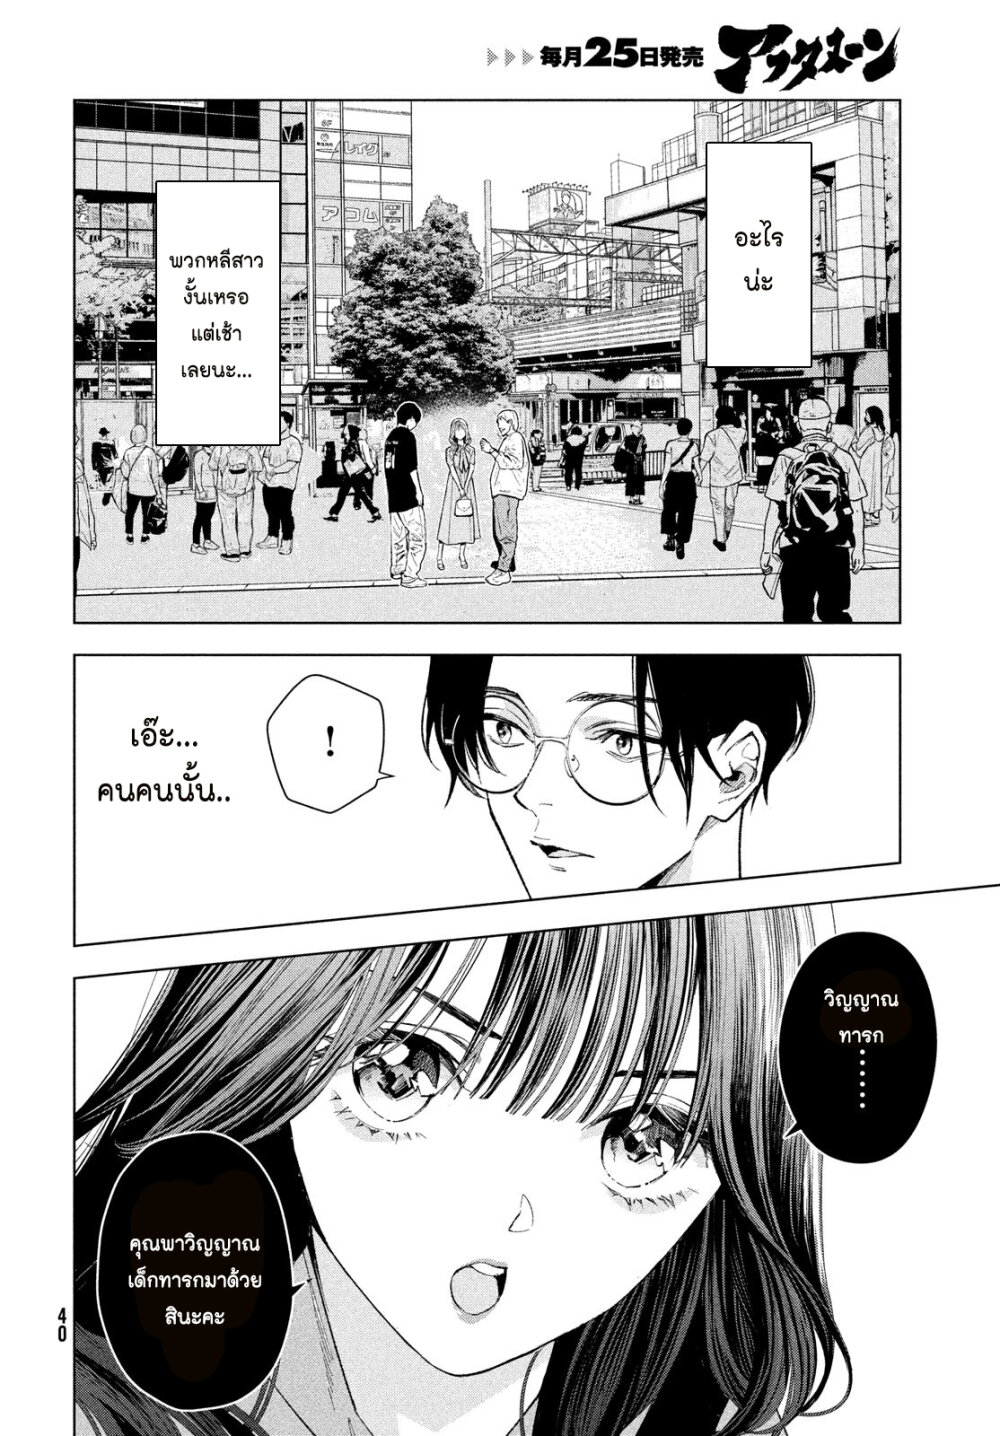 毎月25日発売
アフタヌーン
อะไร
น่ะ
พวกหลีสาว
งั้นเหรอ
แต่เช้า
เลยนะ...
レイク
アコム
6F
!
เอ๊ะ...
คนคนนั้น..
วิญญาณ
ทารก
......
คุณพาวิญญาณ
เด็กทารกมาด้วย
สินะคะ
40